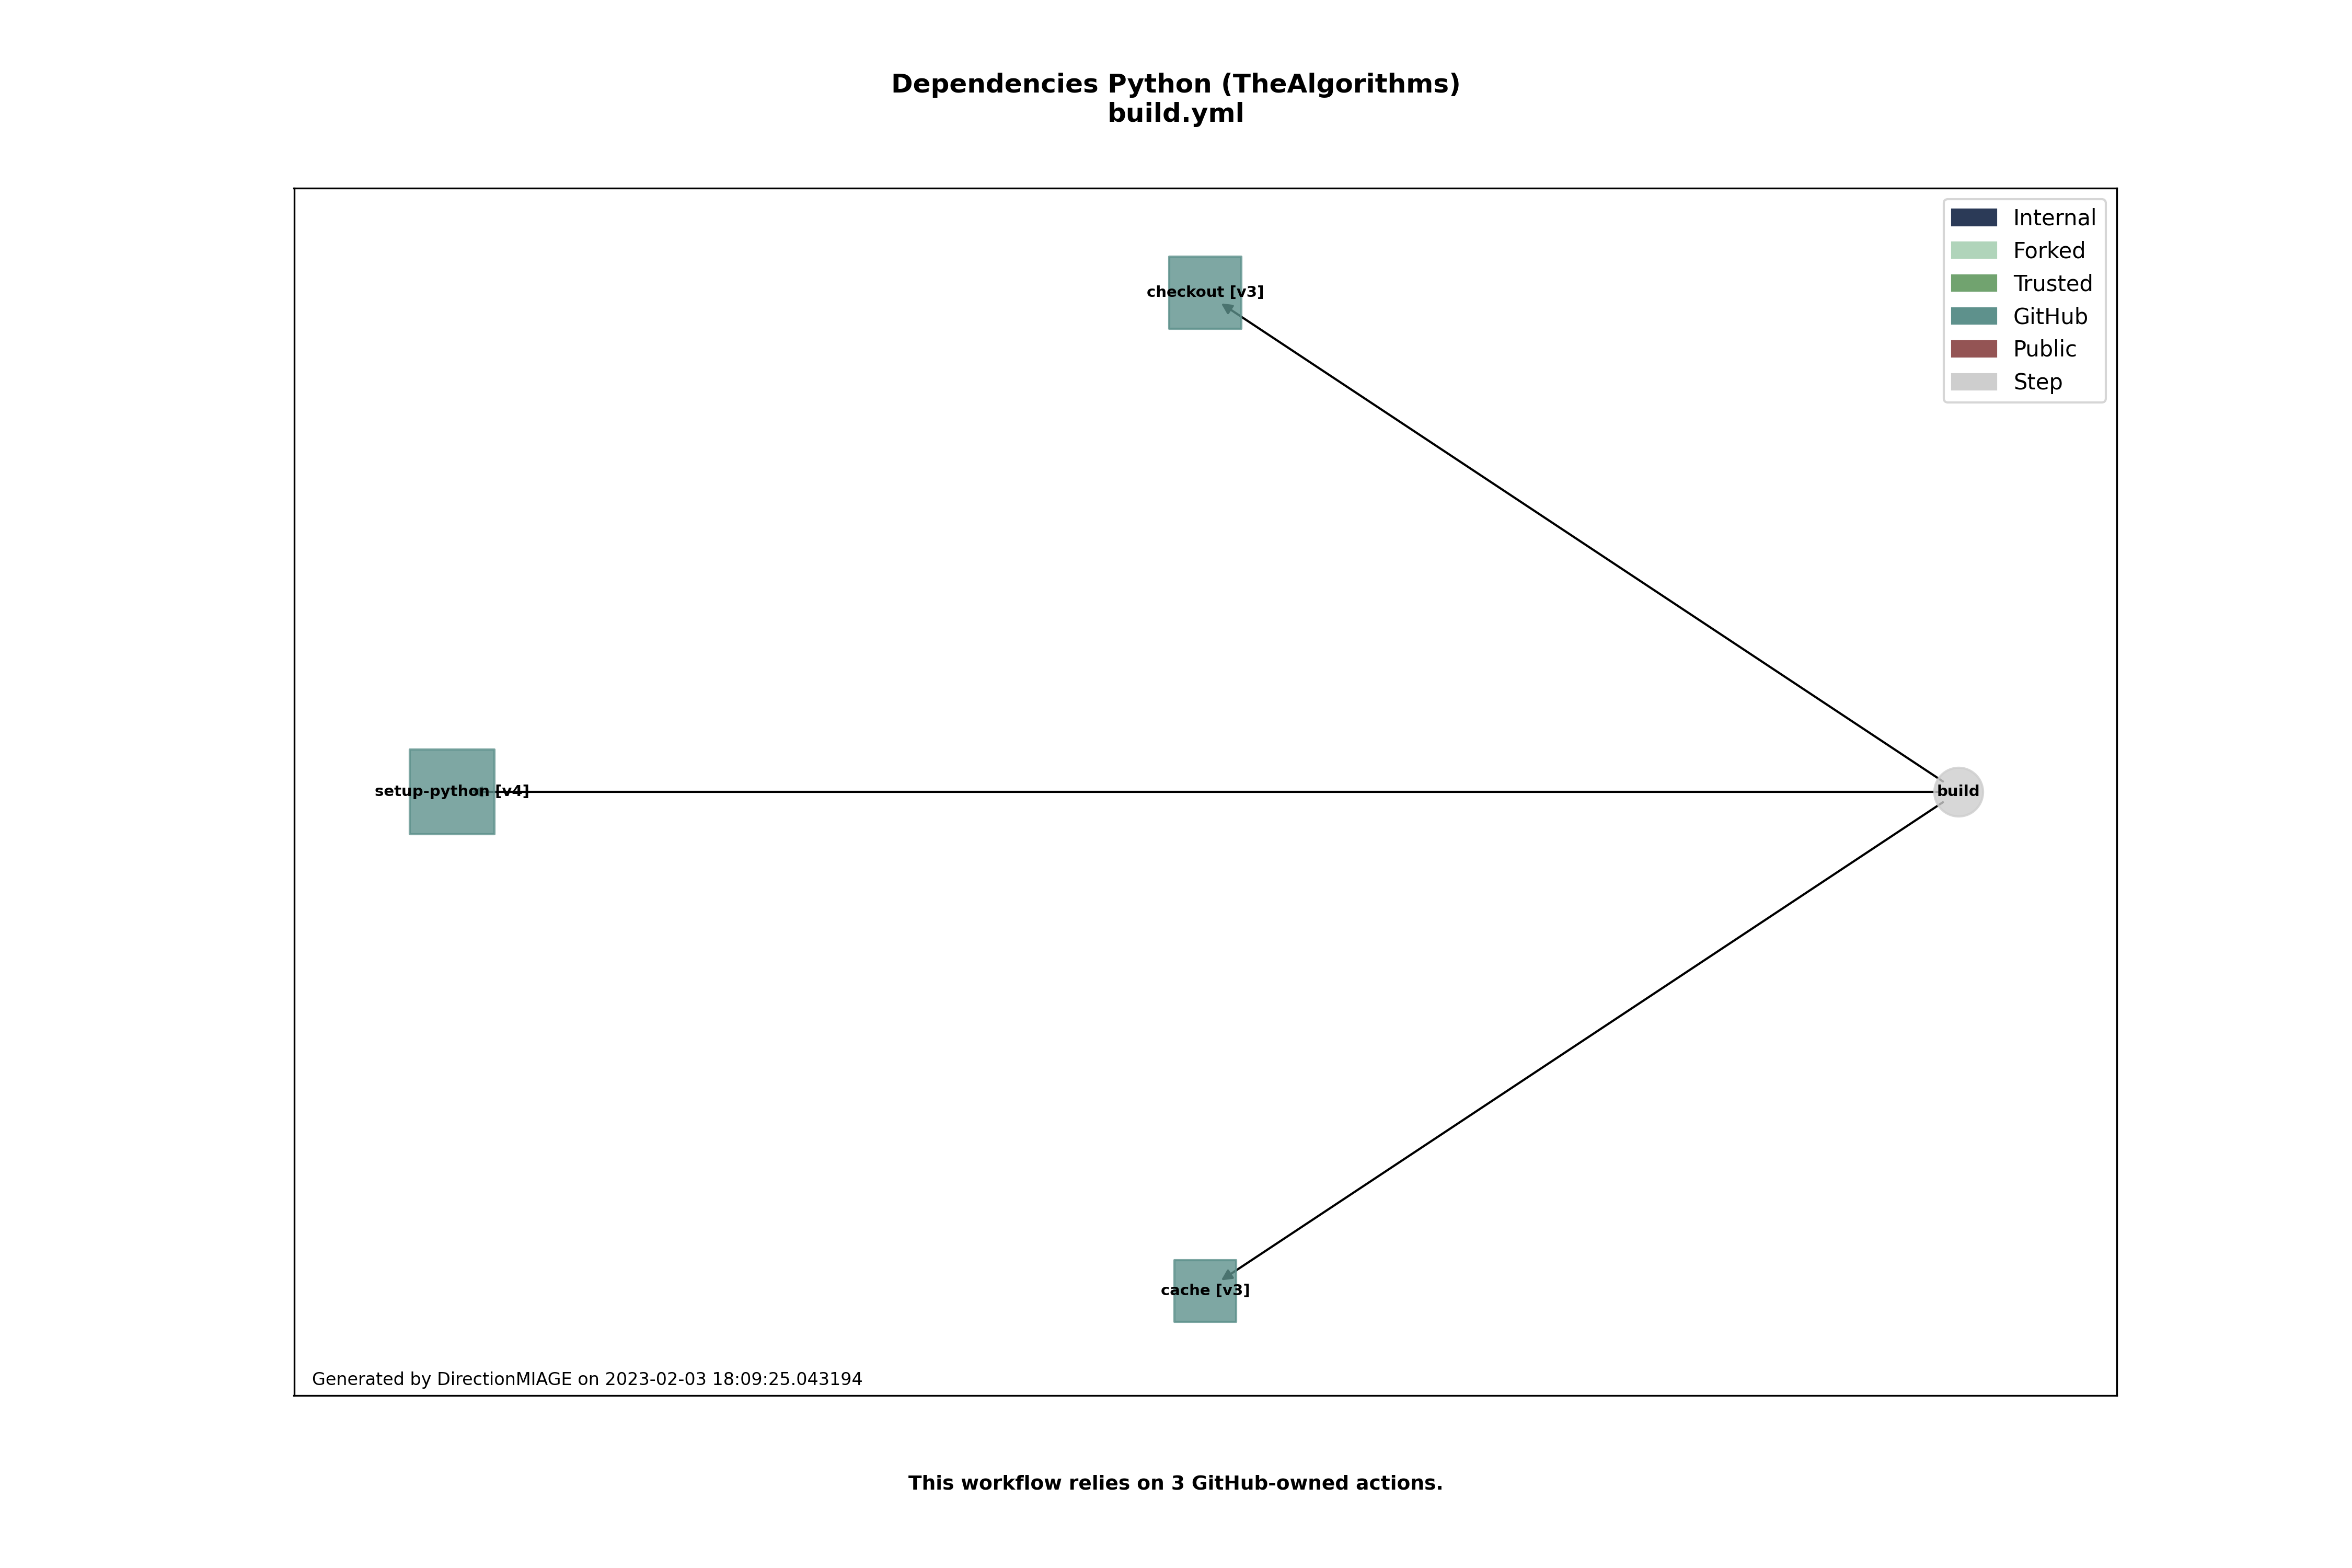 Dependencies Python (TheAlgorithms)
build.yml
Internal
Forked
Trusted
GitHub
Public
Step
checkout [v3]
setup-python [v4]
build
cache [v3]
Generated by DirectionMIAGE on 2023-02-03 18:09:25.043194
This workflow relies on 3 GitHub-owned actions.